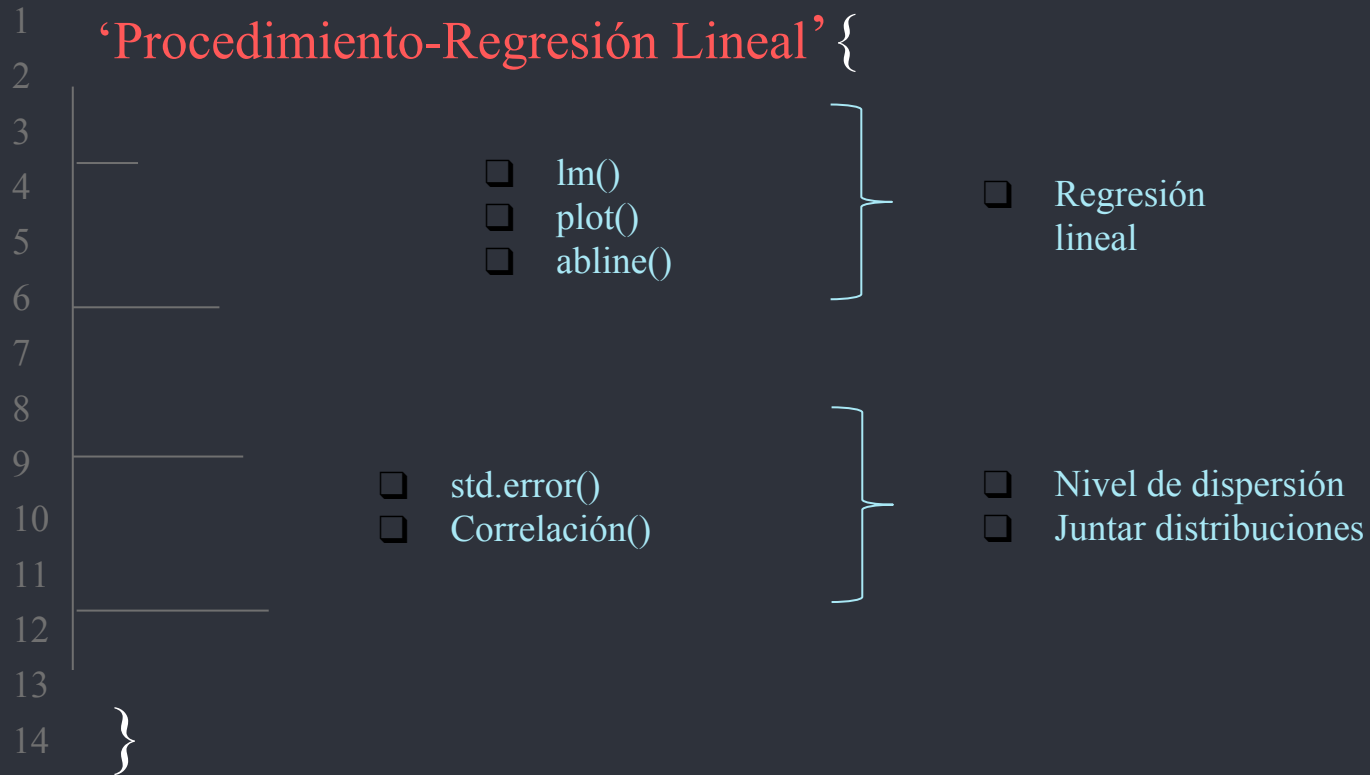 1
‘Procedimiento-Regresión Lineal’{
2
3
4
5
6
7
8
9
10
11
12
13
14
❑ lm()
❑ plot()
❑ abline()
❑ Regresión
lineal
❑ std.error()
❑ Correlación()
❑ Nivel de dispersión
❑ Juntar distribuciones
}